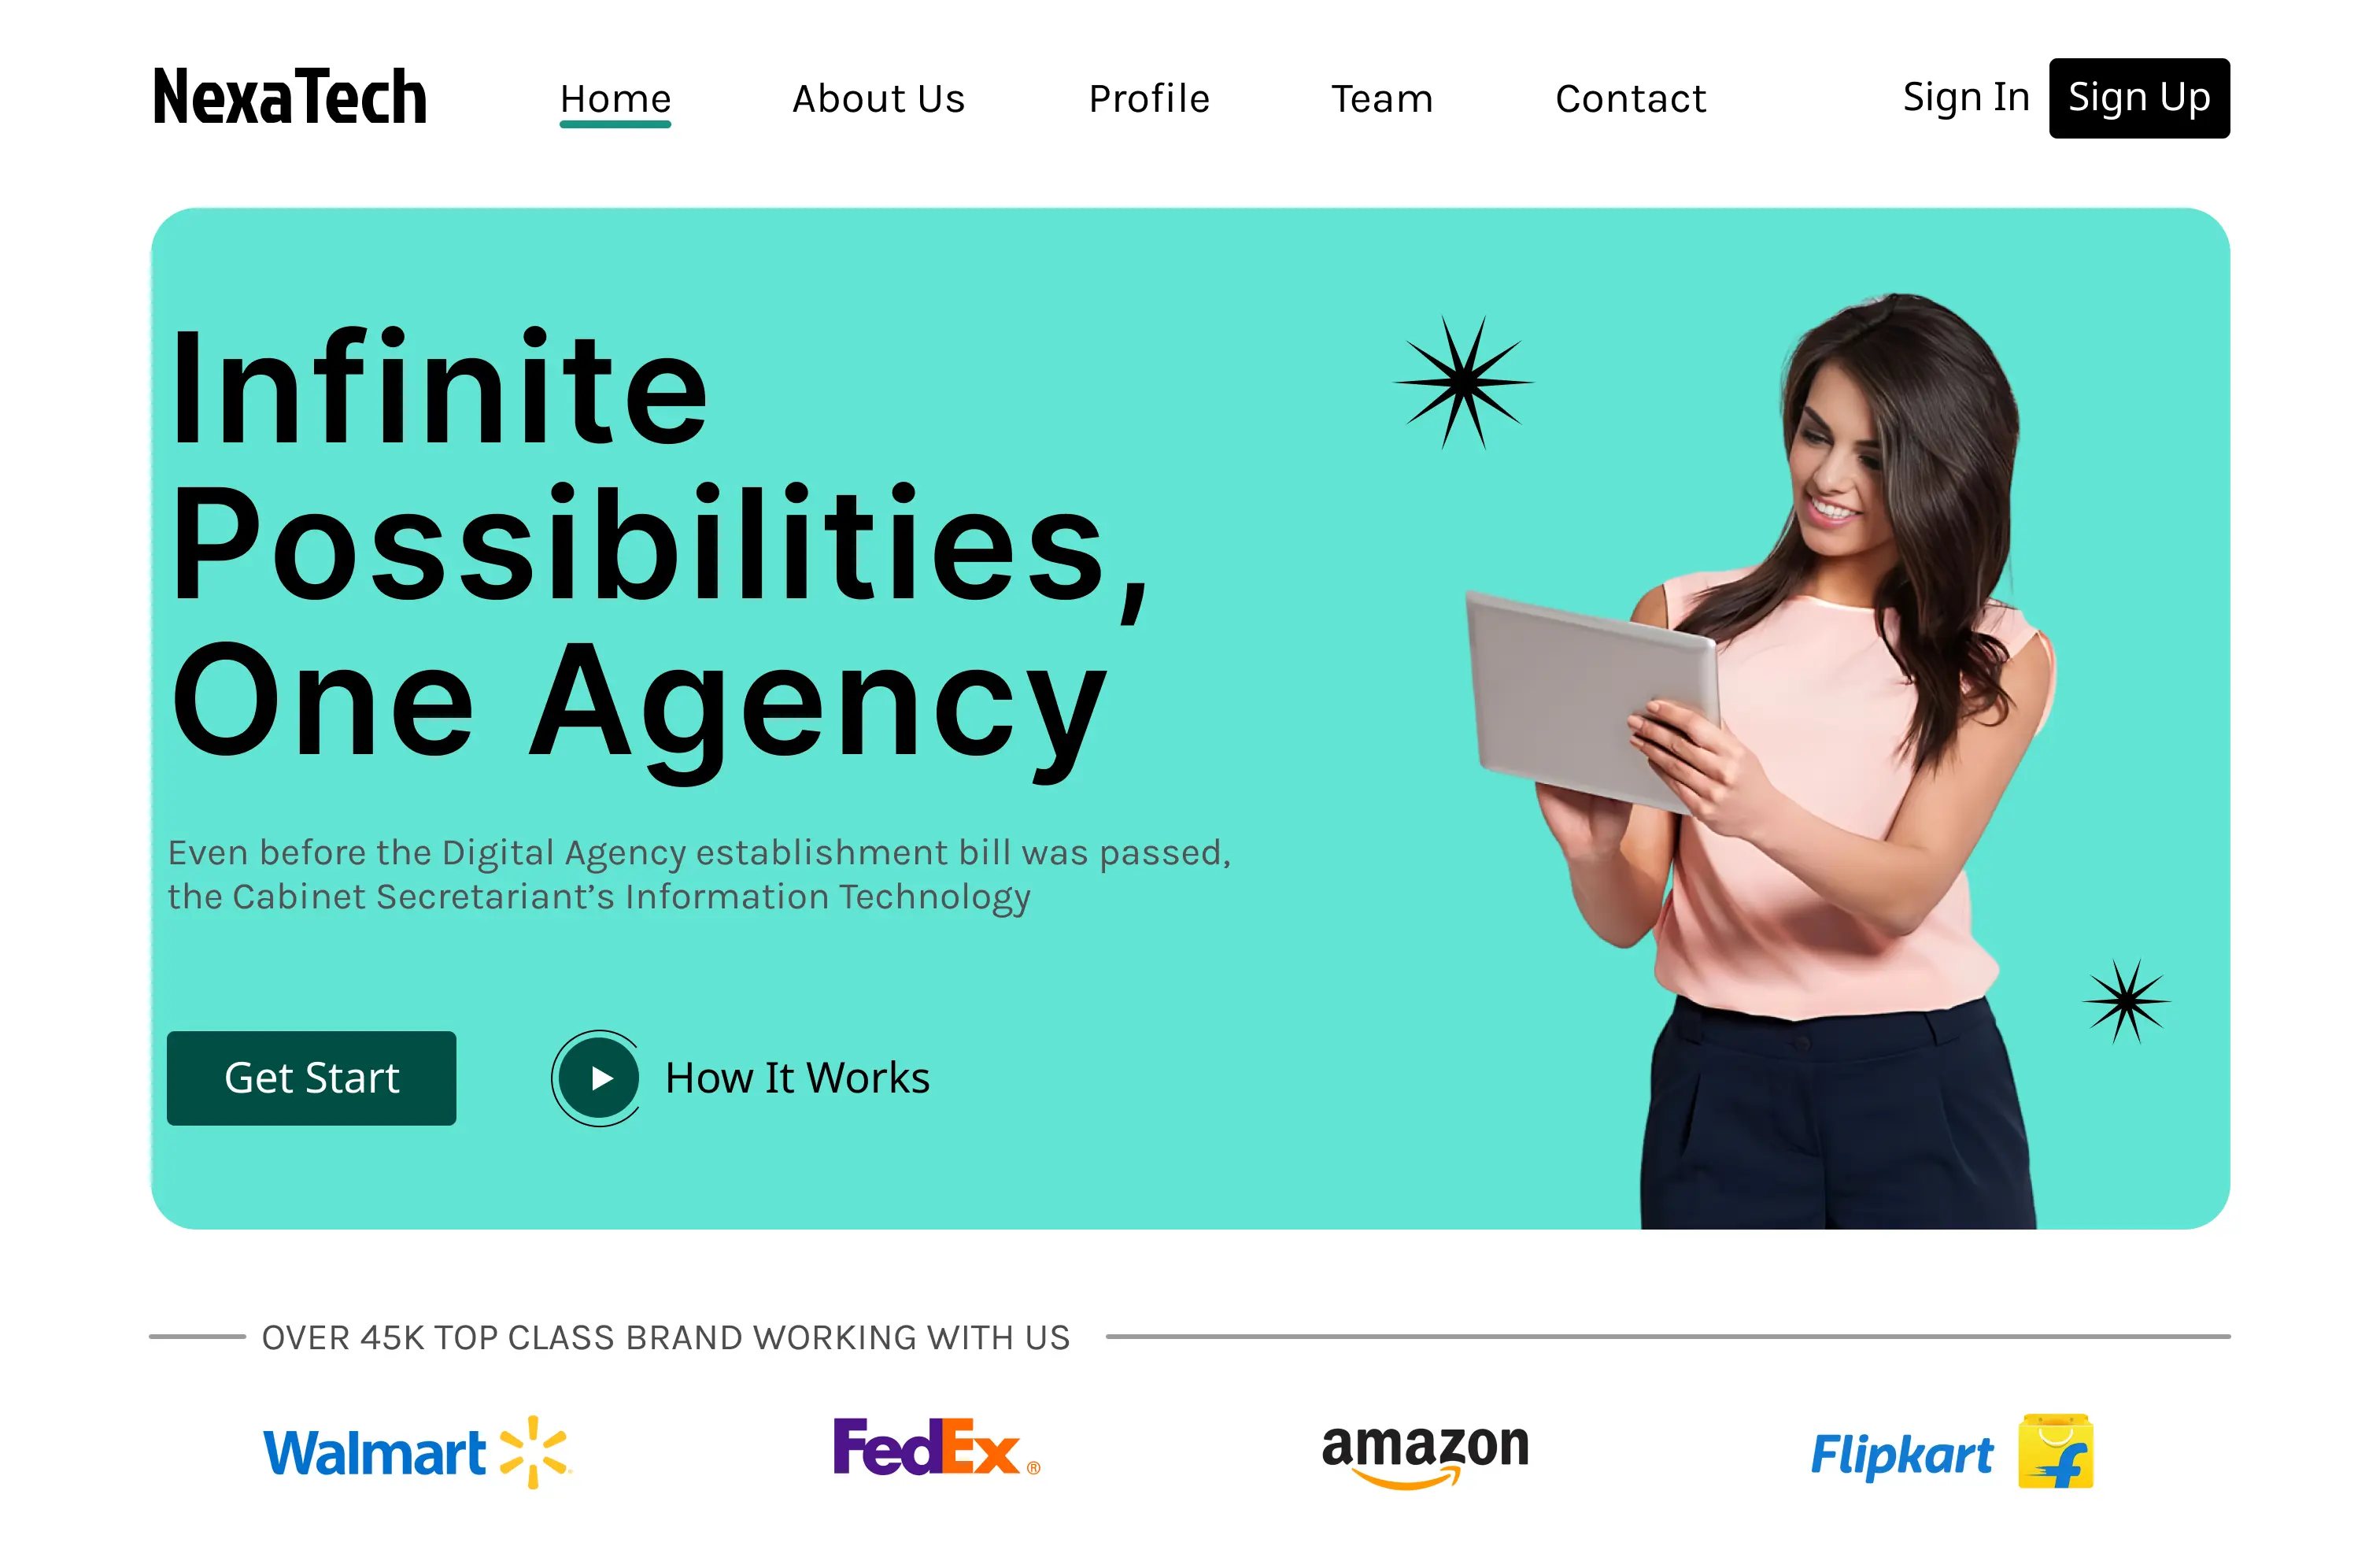 NexaTech
Home
About Us
Profile
Team
Contact
Sign In
Sign Up
Infinite
Possibilities,
One Agency
Even before the Digital Agency establishment bill was passed,
the Cabinet Secretariant’s Information Technology
Get Start
How It Works
OVER 45K TOP CLASS BRAND WORKING WITH US
Walmart
FedEx ®
amazon
Flipkart f